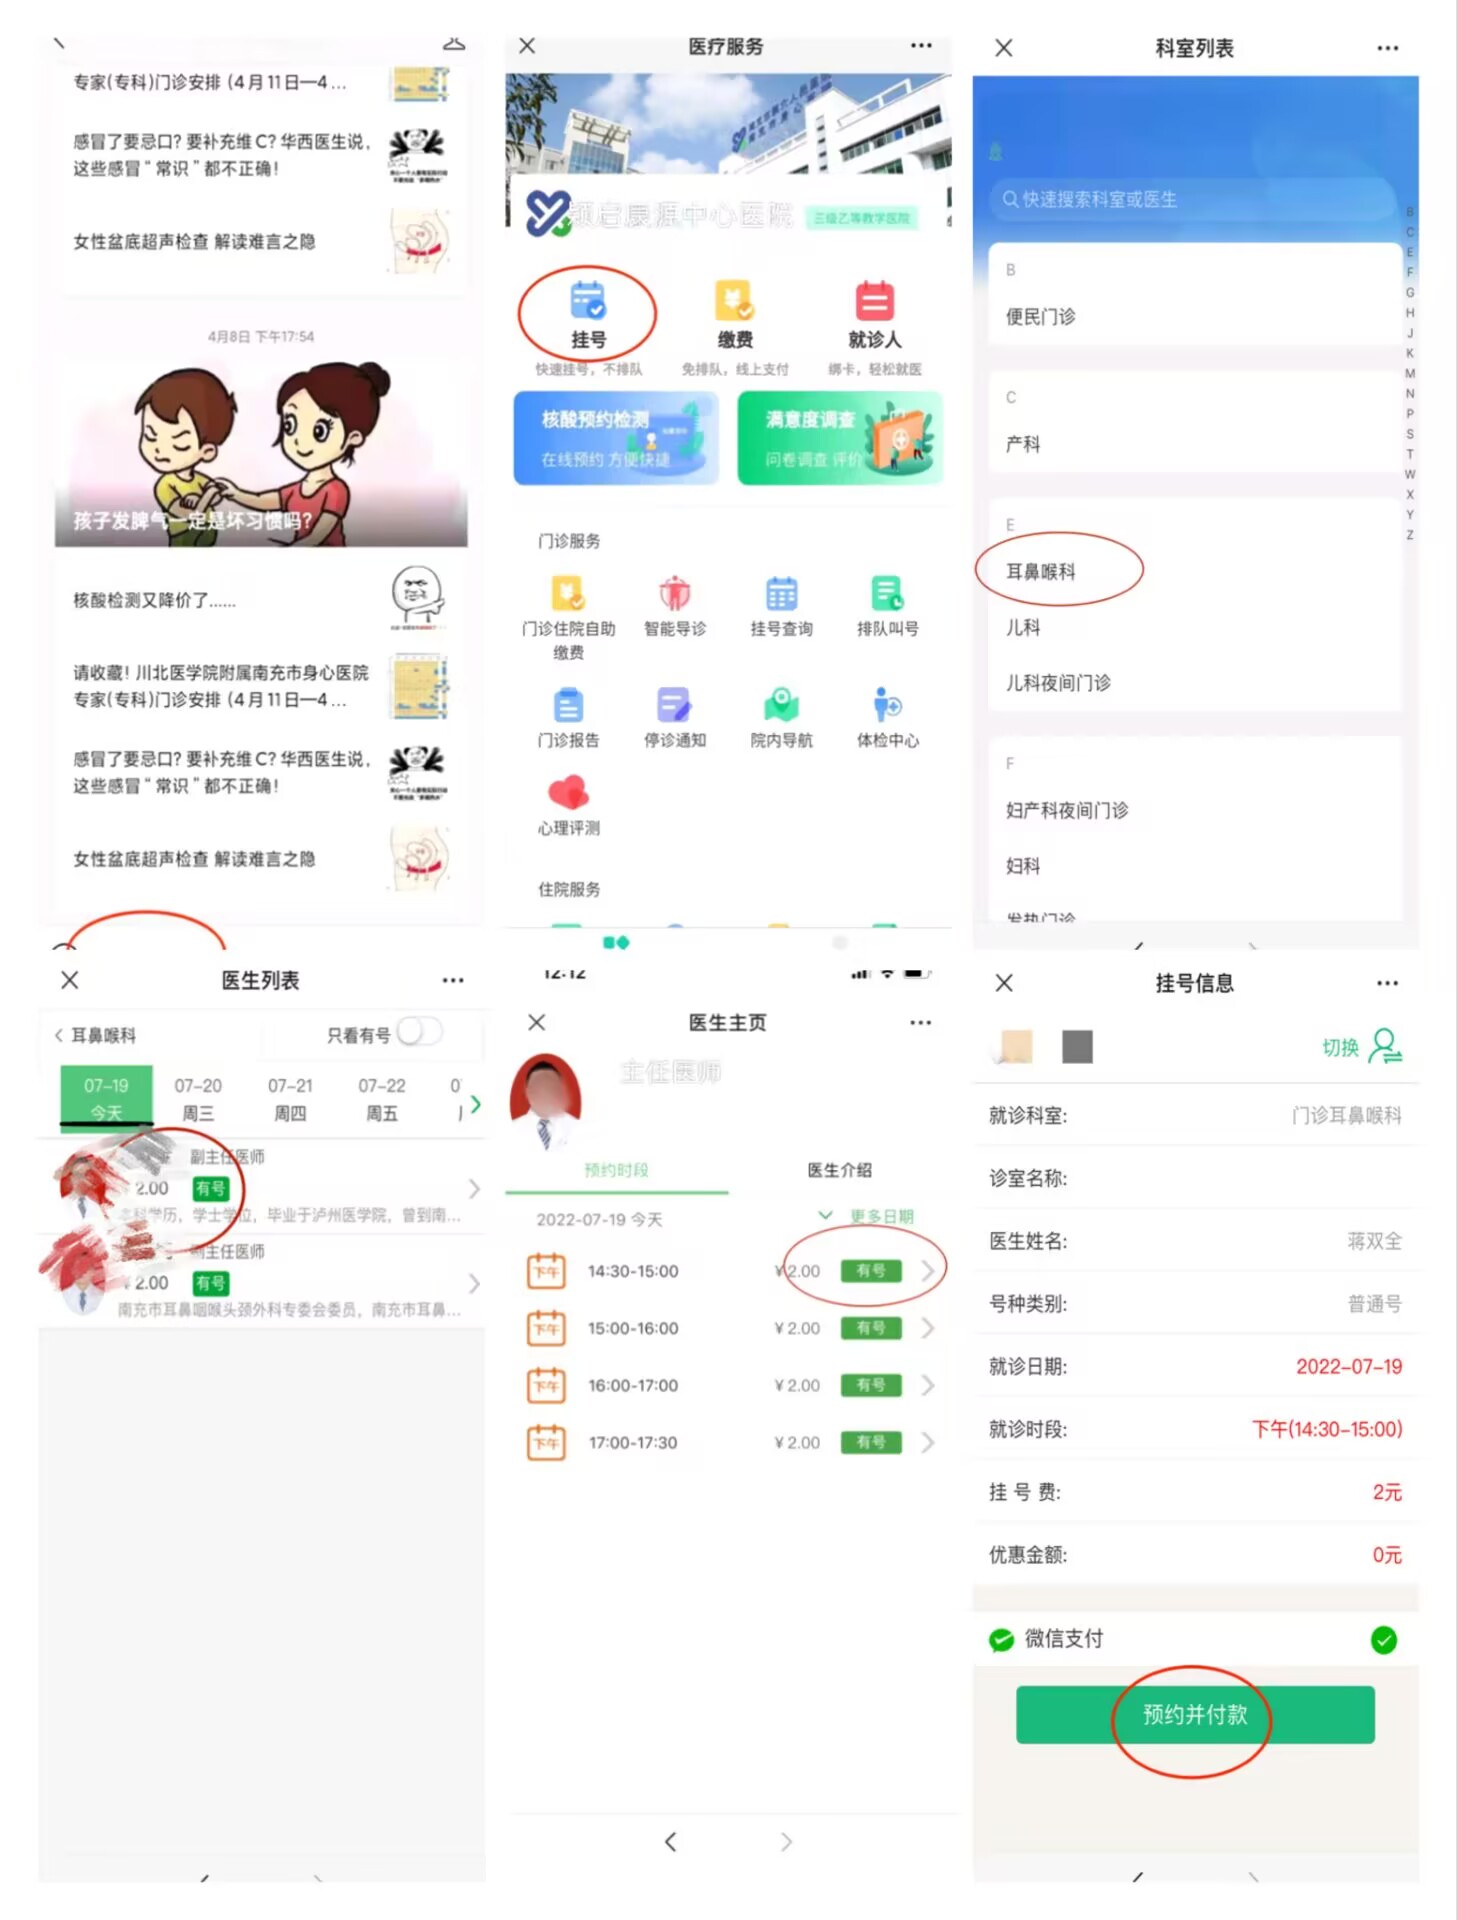 专家(专科)门诊安排 (4月11日—4...
感冒了要忌口? 要补充维 C? 华西医生说,
这些感冒“常识”都不正确!
女性盆底超声检查 解读难言之隐
4月8日 下午17:54
孩子发脾气一定是坏习惯吗?
核酸检测又降价了......
请收藏! 川北医学院附属南充市身心医院
专家(专科)门诊安排 (4月11日—4...
感冒了要忌口? 要补充维 C? 华西医生说,
这些感冒“常识”都不正确!
女性盆底超声检查 解读难言之隐
医疗服务
颐启康涯中心医院
三级乙等教学医院
挂号
缴费
就诊人
快速挂号, 不排队
免排队, 线上支付
绑卡, 轻松就医
核酸预约检测
在线预约 方便快捷
满意度调查
问卷调查 评价
门诊服务
门诊住院自助
缴费
智能导诊
挂号查询
排队叫号
门诊报告
停诊通知
院内导航
体检中心
心理评测
住院服务
科室列表
快速搜索科室或医生
B
便民门诊
C
产科
E
耳鼻喉科
儿科
儿科夜间门诊
F
妇产科夜间门诊
妇科
发热门诊
B
C
E
F
G
H
J
K
M
N
P
S
T
W
X
Y
Z
医生列表
耳鼻喉科
只看有号
07-19
今天
07-20
周三
07-21
周四
07-22
周五
副主任医师
2.00
有号
本科学历, 学士学位, 毕业于泸州医学院, 曾到南...
副主任医师
2.00
有号
南充市耳鼻咽喉头颈外科专委会委员, 南充市耳鼻...
12:12
医生主页
主任医师
预约时段
医生介绍
2022-07-19 今天
更多日期
下午 14:30-15:00 ¥2.00 有号
下午 15:00-16:00 ¥2.00 有号
下午 16:00-17:00 ¥2.00 有号
下午 17:00-17:30 ¥2.00 有号
挂号信息
切换
就诊科室: 门诊耳鼻喉科
诊室名称:
医生姓名: 蒋双全
号种类别: 普通号
就诊日期: 2022-07-19
就诊时段: 下午(14:30-15:00)
挂 号 费: 2元
优惠金额: 0元
微信支付
预约并付款